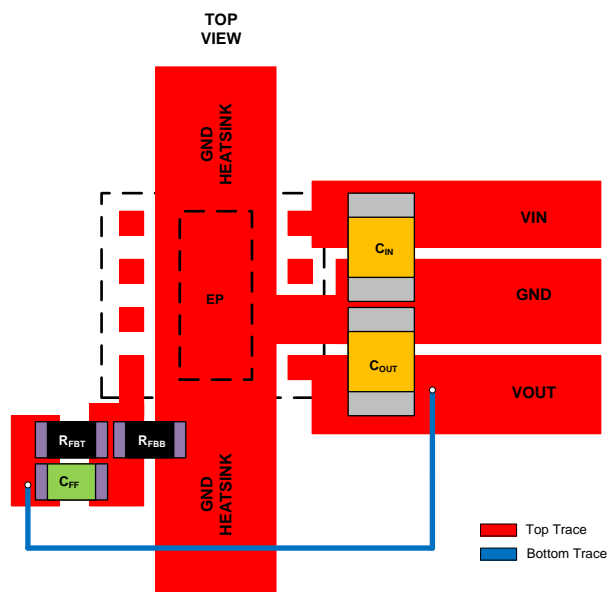 TOP
VIEW
GND
HEATSINK
VIN
CIN
GND
EP
COUT
VOUT
RFBT
RFBB
CFF
GND
HEATSINK
Top Trace
Bottom Trace